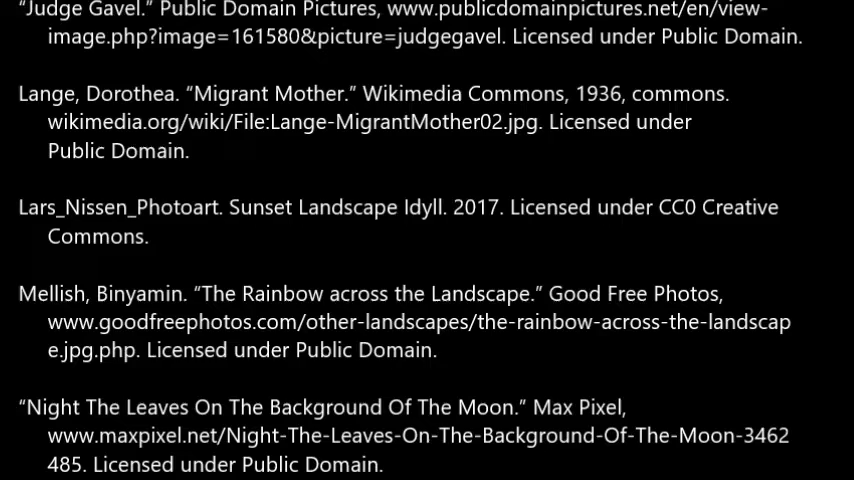 “Judge Gavel.” Public Domain Pictures, www.publicdomainpictures.net/en/view-
image.php?image=161580&picture=judgegavel. Licensed under Public Domain.
Lange, Dorothea. “Migrant Mother.” Wikimedia Commons, 1936, commons.
wikimedia.org/wiki/File:Lange-MigrantMother02.jpg. Licensed under
Public Domain.
Lars_Nissen_Photoart. Sunset Landscape Idyll. 2017. Licensed under CC0 Creative
Commons.
Mellish, Binyamin. “The Rainbow across the Landscape.” Good Free Photos,
www.goodfreephotos.com/other-landscapes/the-rainbow-across-the-landscap
e.jpg.php. Licensed under Public Domain.
“Night The Leaves On The Background Of The Moon.” Max Pixel,
www.maxpixel.net/Night-The-Leaves-On-The-Background-Of-The-Moon-3462
485. Licensed under Public Domain.